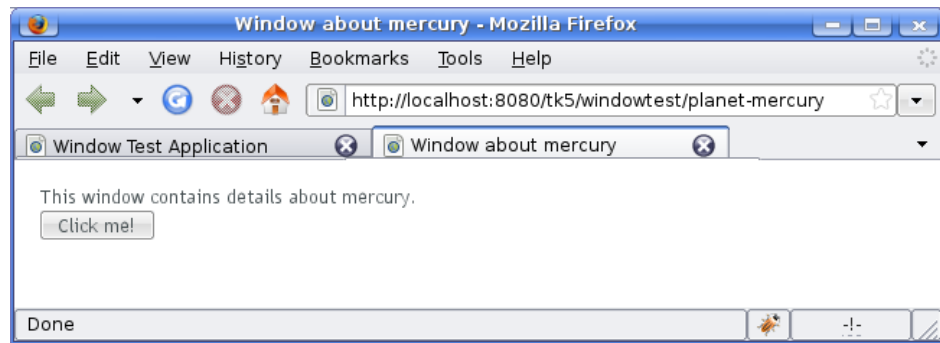 Window about mercury - Mozilla Firefox
File Edit View History Bookmarks Tools Help
http://localhost:8080/tk5/windowtest/planet-mercury
Window Test Application Window about mercury
This window contains details about mercury.
Click me!
Done -!-